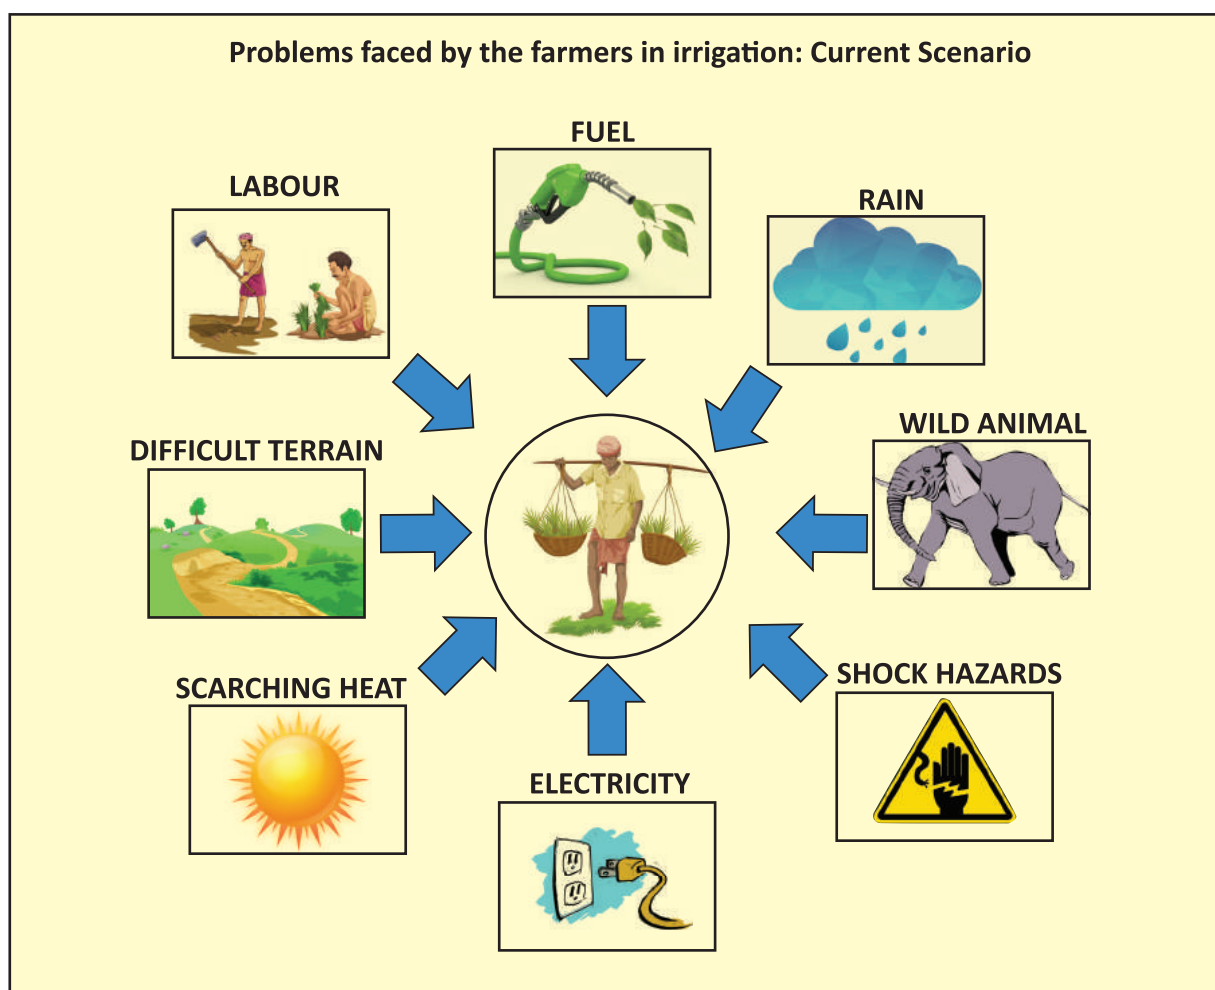 Problems faced by the farmers in irrigation: Current Scenario
FUEL
LABOUR
RAIN
WILD ANIMAL
DIFFICULT TERRAIN
SCARCHING HEAT
SHOCK HAZARDS
ELECTRICITY